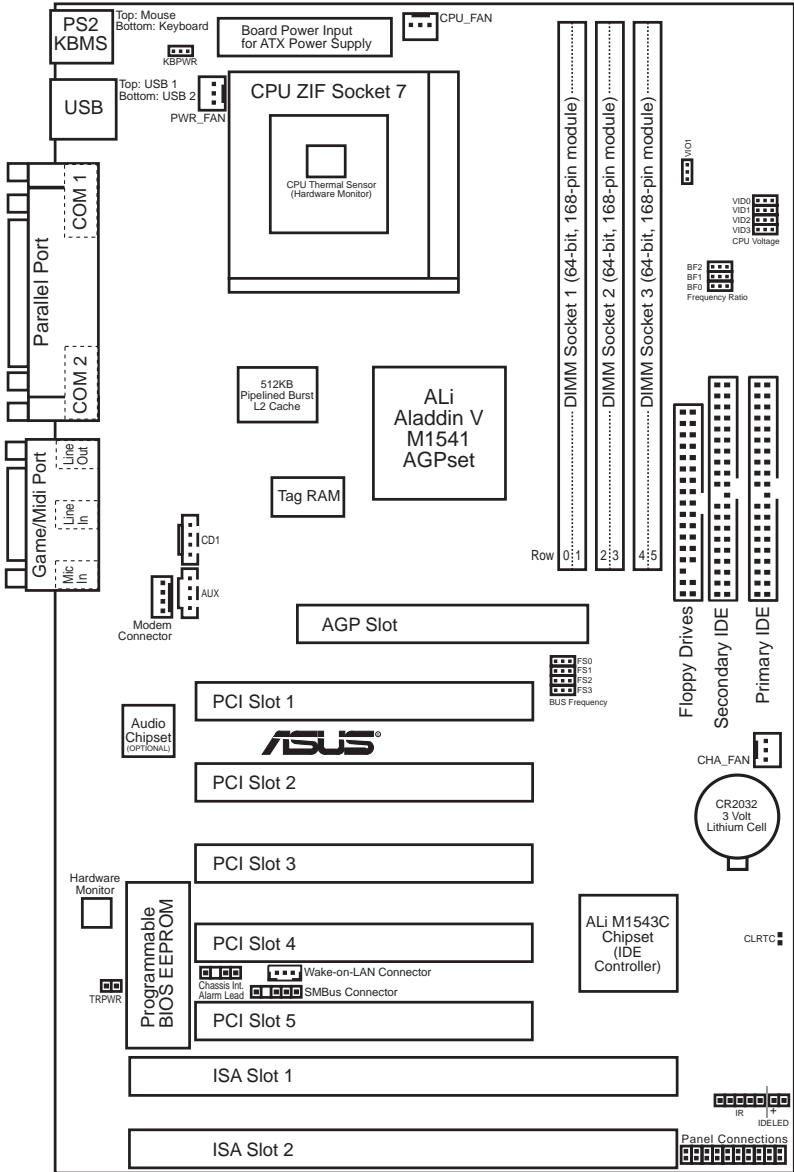 PS2
KBMS
Top: Mouse
Bottom: Keyboard
KBPWR
Board Power Input
for ATX Power Supply
CPU_FAN
USB
Top: USB 1
Bottom: USB 2
PWR_FAN
CPU ZIF Socket 7
CPU Thermal Sensor
(Hardware Monitor)
DIMM Socket 1 (64-bit, 168-pin module)
DIMM Socket 2 (64-bit, 168-pin module)
DIMM Socket 3 (64-bit, 168-pin module)
VIO1
VID0
VID1
VID2
VID3
CPU Voltage
BF2
BF1
BF0
Frequency Ratio
Parallel Port
COM 1
COM 2
512KB
Pipelined Burst
L2 Cache
ALi
Aladdin V
M1541
AGPset
Tag RAM
Game/Midi Port
Line
Out
Line
In
Mic
In
CD1
AUX
Modem
Connector
Row 0 1 2 3 4 5
Floppy Drives
Secondary IDE
Primary IDE
AGP Slot
FS0
FS1
FS2
FS3
BUS Frequency
PCI Slot 1
Audio
Chipset
(OPTIONAL)
ASUS
®
PCI Slot 2
CHA_FAN
CR2032
3 Volt
Lithium Cell
PCI Slot 3
Hardware
Monitor
Programmable
BIOS EEPROM
PCI Slot 4
ALi M1543C
Chipset
(IDE
Controller)
CLRTC
TRPWR
Chassis Int.
Alarm Lead
Wake-on-LAN Connector
SMBus Connector
PCI Slot 5
ISA Slot 1
IR
+
IDELED
Panel Connections
ISA Slot 2